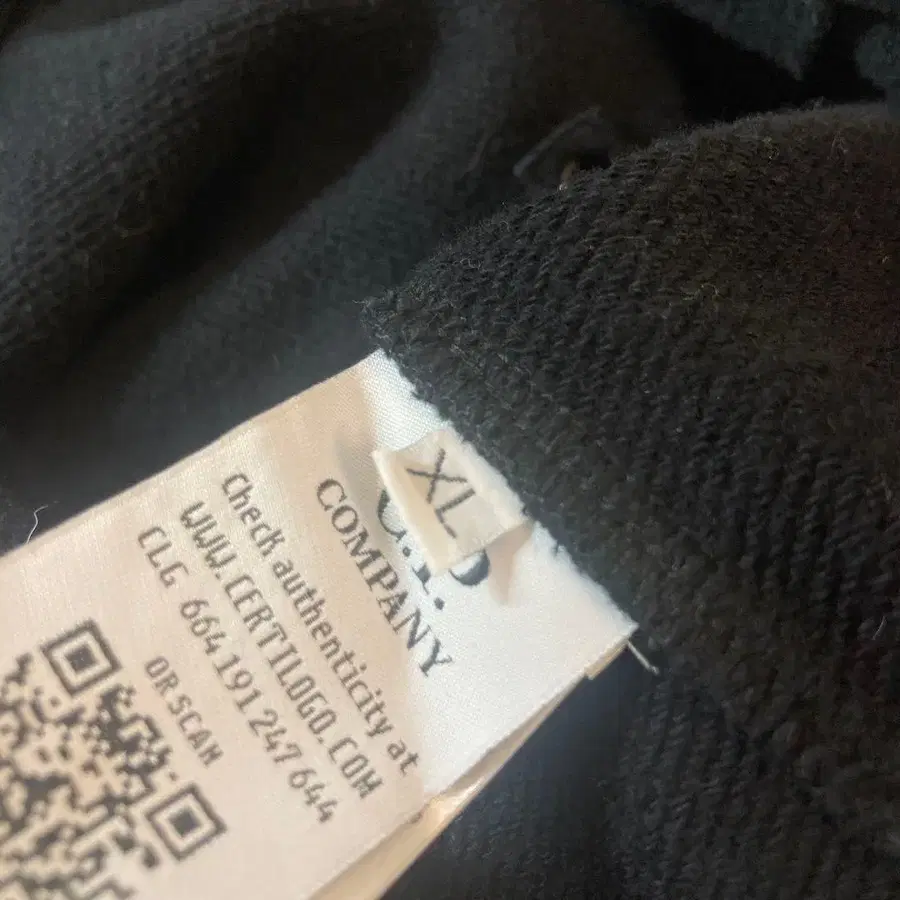 XL
C.P.
COMPANY
Check authenticity at
WWW.CERTILOGO.COM
CLG 664 191 247 644
OR SCAN